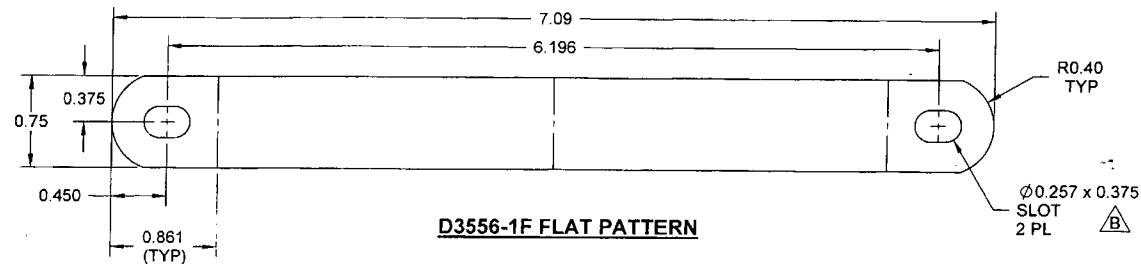 7.09
6.196
R0.40
TYP
0.375
0.75
0.450
0.861
(TYP)
Ø0.257 x 0.375
SLOT
2 PL
B
D3556-1F FLAT PATTERN